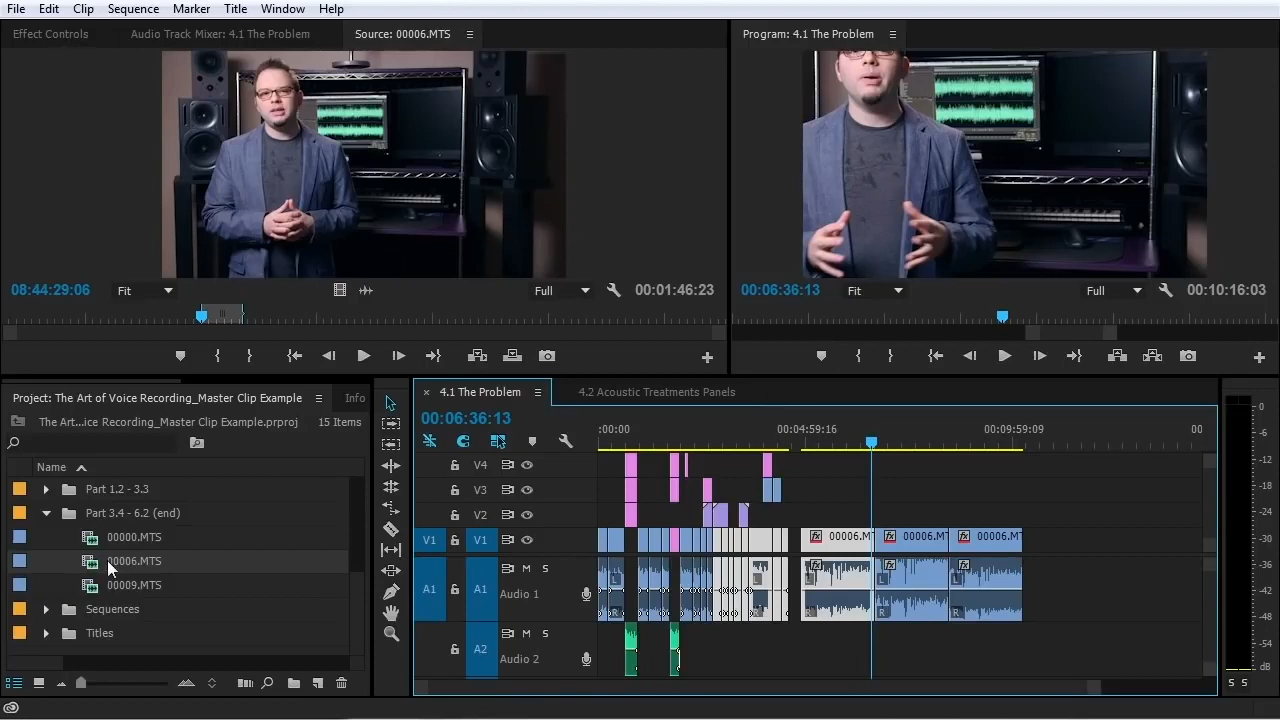 File Edit Clip Sequence Marker Title Window Help
Effect Controls Audio Track Mixer: 4.1 The Problem Source: 00006.MTS
Program: 4.1 The Problem
08:44:29:06 Fit Full 00:01:46:23
00:06:36:13 Fit Full 00:10:16:03
Project: The Art of Voice Recording_Master Clip Example Info
The Art...ice Recording_Master Clip Example.prproj 15 Items
Name
Part 1.2 - 3.3
Part 3.4 - 6.2 (end)
00000.MTS
00006.MTS
00009.MTS
Sequences
Titles
× 4.1 The Problem 4.2 Acoustic Treatments Panels
00:06:36:13
:00:00 00:04:59:16 00:09:59:09 00
V4
V3
V2
V1 V1 fx 00006.MT fx 00006.MT fx 00006.M
A1 A1 M S
Audio 1
L L L L
R R R R
A2 M S
Audio 2
0
-6
-12
-18
-24
-30
-36
-42
-48
-54
dB
S S